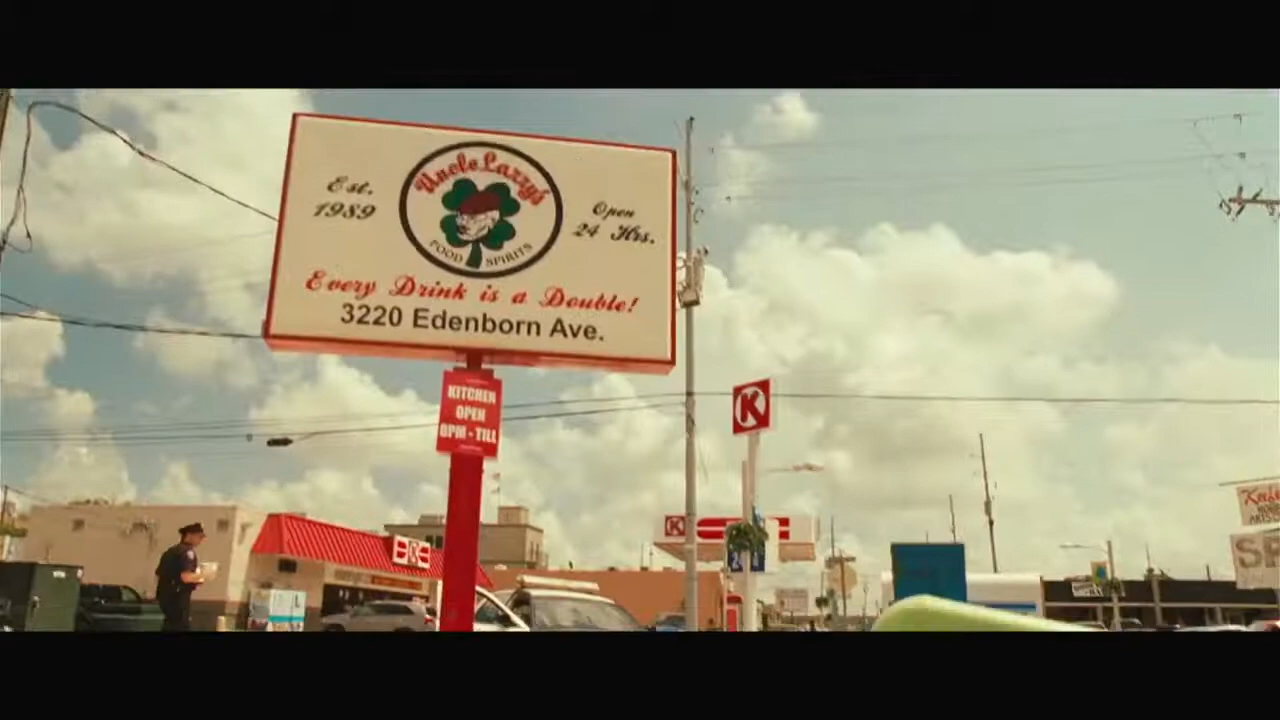 Uncle Larry's
Est.
1989
Open
24 Hrs.
FOOD SPIRITS
Every Drink is a Double!
3220 Edenborn Ave.
KITCHEN
OPEN
8PM - TILL
K
K
K